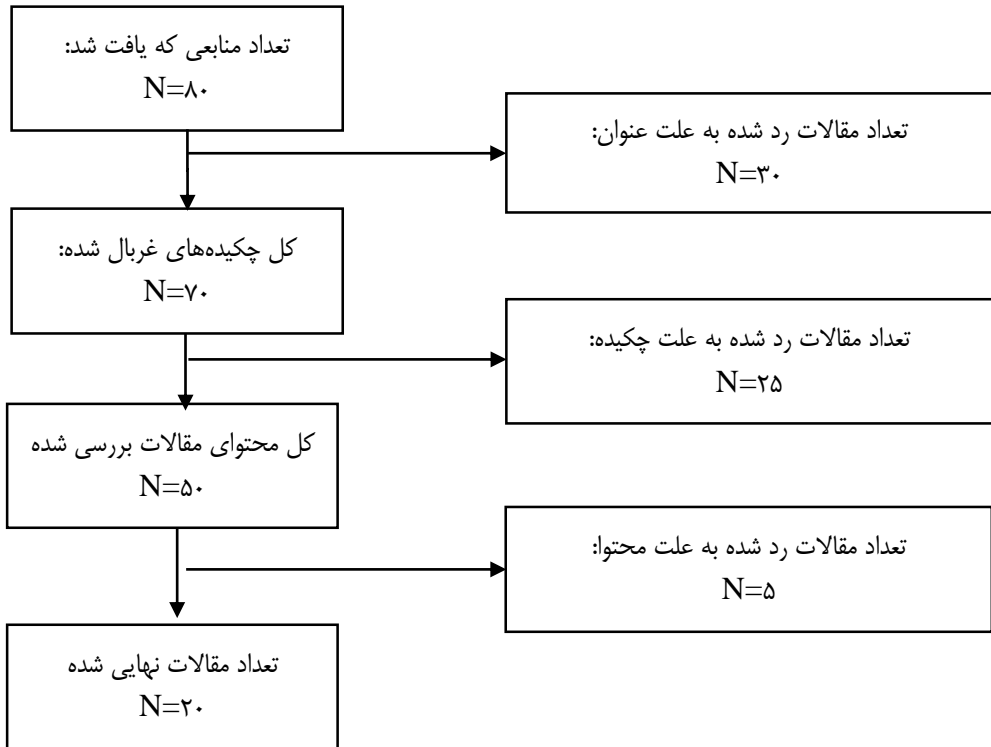 تعداد منابعی که یافت شد:
N=۸۰
تعداد مقالات رد شده به علت عنوان:
N=۳۰
کل چکیده‌های غربال شده:
N=۷۰
تعداد مقالات رد شده به علت چکیده:
N=۲۵
کل محتوای مقالات بررسی شده
N=۵۰
تعداد مقالات رد شده به علت محتوا:
N=۵
تعداد مقالات نهایی شده
N=۲۰